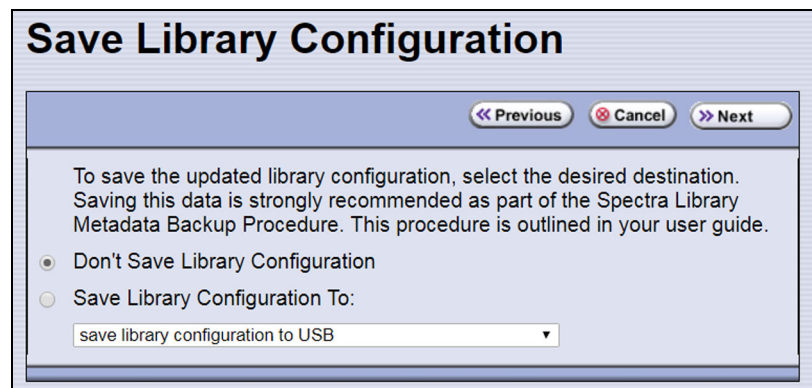 Save Library Configuration
Previous Cancel Next
To save the updated library configuration, select the desired destination.
Saving this data is strongly recommended as part of the Spectra Library
Metadata Backup Procedure. This procedure is outlined in your user guide.
Don't Save Library Configuration
Save Library Configuration To:
save library configuration to USB